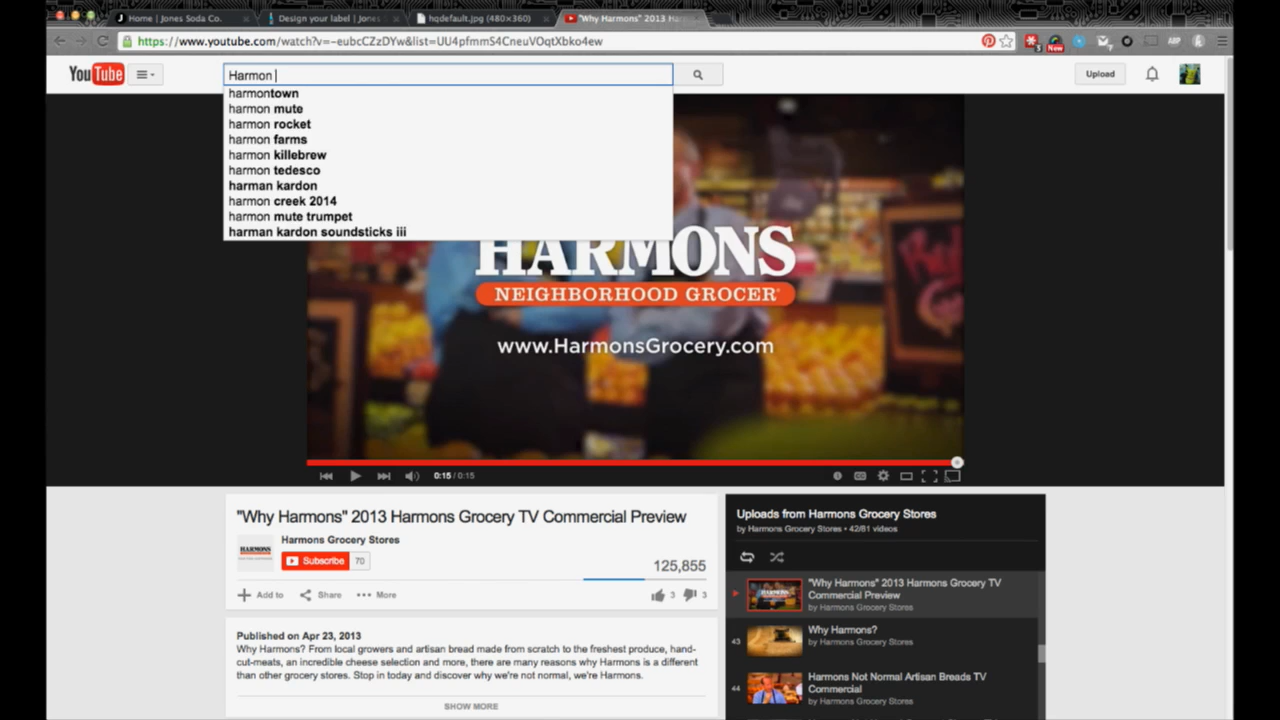 Home | Jones Soda Co.
Design your label | Jones S
hqdefault.jpg (480×360)
"Why Harmons" 2013 Harm
https://www.youtube.com/watch?v=-eubcCZzDYw&list=UU4pfmmS4CneuVOqtXbko4ew
YouTube
Harmon
Upload
harmontown
harmon mute
harmon rocket
harmon farms
harmon killebrew
harmon tedesco
harman kardon
harmon creek 2014
harmon mute trumpet
harman kardon soundsticks iii
HARMONS
NEIGHBORHOOD GROCER
www.HarmonsGrocery.com
0:15 / 0:15
"Why Harmons" 2013 Harmons Grocery TV Commercial Preview
HARMONS
Harmons Grocery Stores
Subscribe 70
125,855
Add to Share More 3 3
Published on Apr 23, 2013
Why Harmons? From local growers and artisan bread made from scratch to the freshest produce, hand-
cut-meats, an incredible cheese selection and more, there are many reasons why Harmons is a different
than other grocery stores. Stop in today and discover why we're not normal, we're Harmons.
SHOW MORE
Uploads from Harmons Grocery Stores
by Harmons Grocery Stores • 42/81 videos
"Why Harmons" 2013 Harmons Grocery TV
Commercial Preview
by Harmons Grocery Stores
43
Why Harmons?
by Harmons Grocery Stores
44
Harmons Not Normal Artisan Breads TV
Commercial
by Harmons Grocery Stores